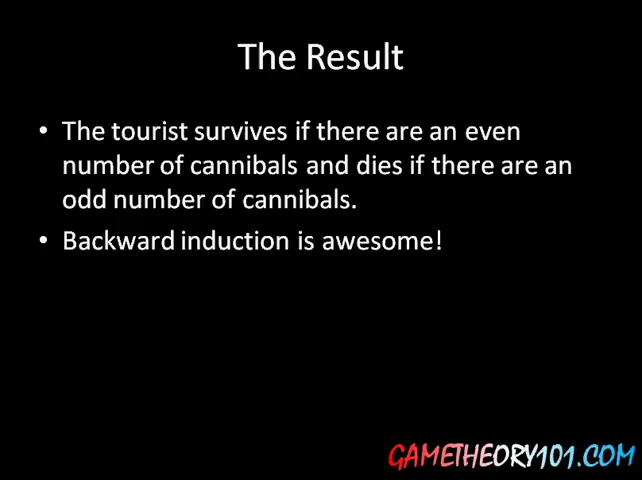 The Result
• The tourist survives if there are an even
number of cannibals and dies if there are an
odd number of cannibals.
• Backward induction is awesome!
GAMETHEORY101.COM